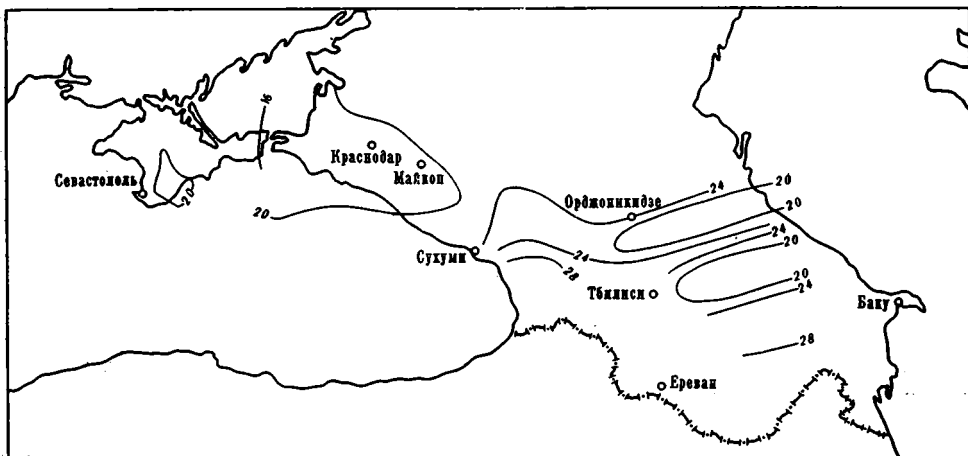 16
Краснодар
Майкоп
Севастополь
20
20
Орджоникидзе
24
20
20
24
20
Сухуми
24
28
Тбилиси
20
24
Баку
28
Ереван